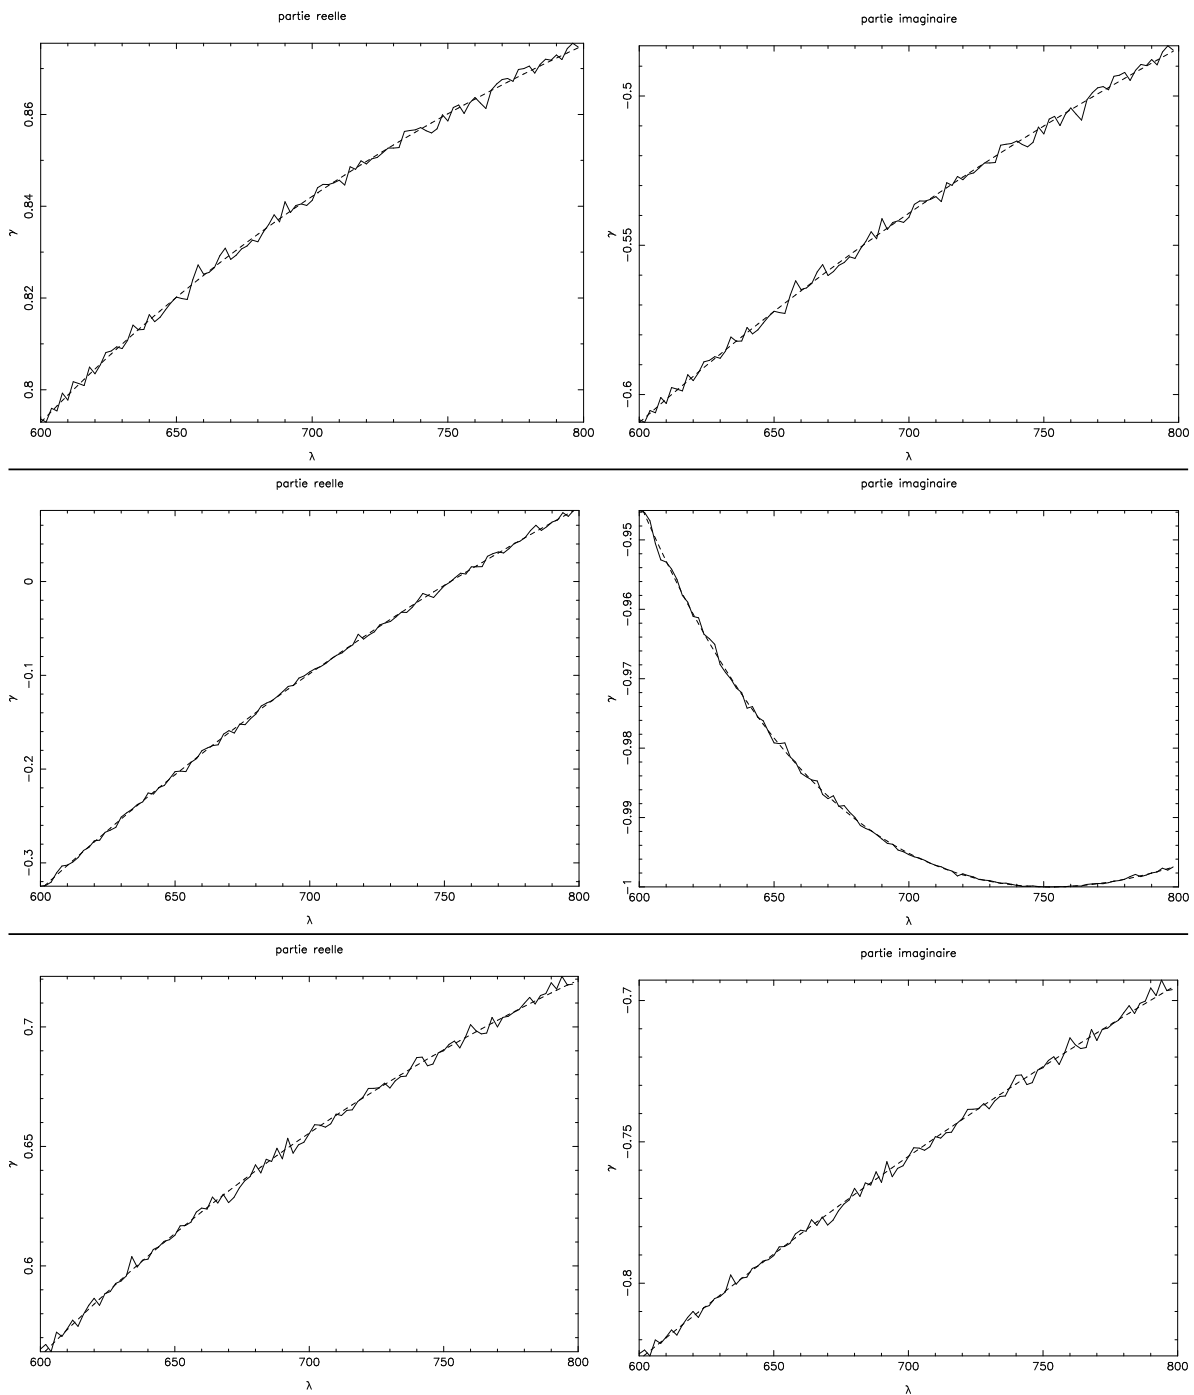 partie reelle
partie imaginaire
γ
0.8
0.82
0.84
0.86
600
650
700
750
800
λ
γ
−0.6
−0.55
−0.5
600
650
700
750
800
λ
partie reelle
partie imaginaire
γ
−0.3
−0.2
−0.1
0
600
650
700
750
800
λ
γ
−1
−0.99
−0.98
−0.97
−0.96
−0.95
600
650
700
750
800
λ
partie reelle
partie imaginaire
γ
0.6
0.65
0.7
600
650
700
750
800
λ
γ
−0.8
−0.75
−0.7
600
650
700
750
800
λ